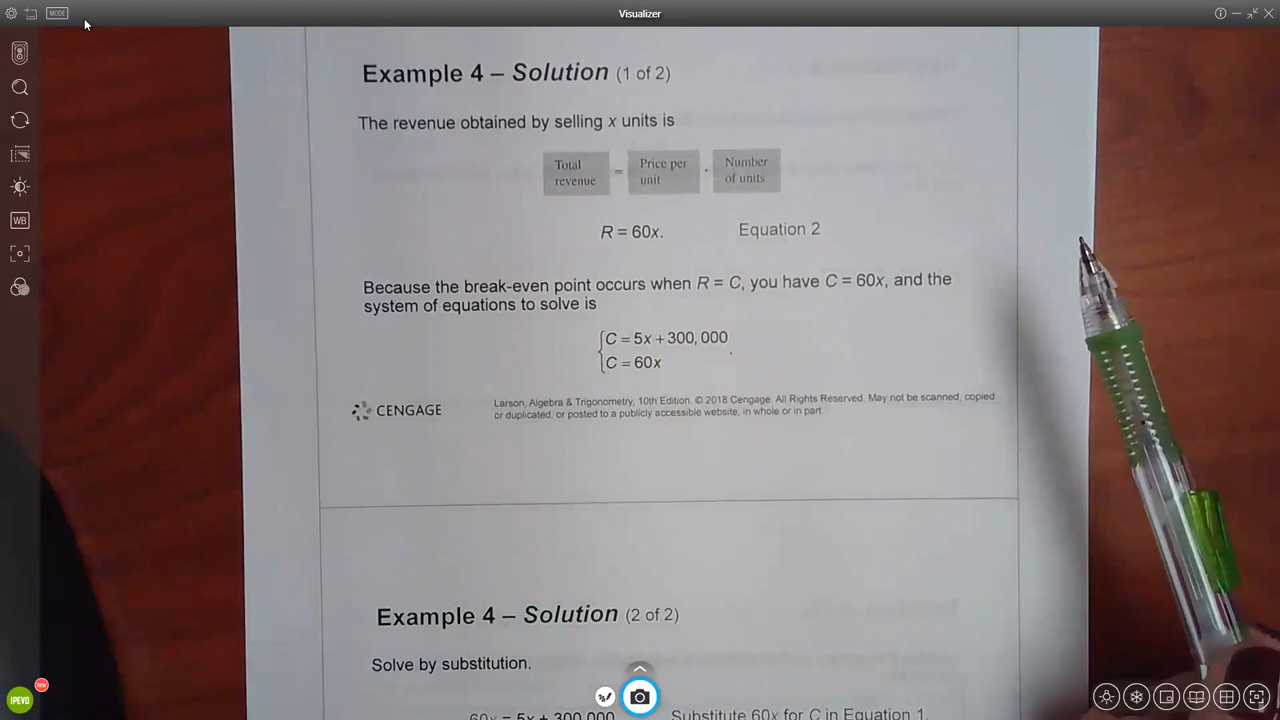 MODE
Visualizer
Example 4 – Solution (1 of 2)
The revenue obtained by selling x units is
Total revenue = Price per unit · Number of units
R = 60x. Equation 2
Because the break-even point occurs when R = C, you have C = 60x, and the
system of equations to solve is
C = 5x + 300, 000
C = 60x
.
CENGAGE
Larson, Algebra & Trigonometry, 10th Edition. © 2018 Cengage. All Rights Reserved. May not be scanned, copied
or duplicated, or posted to a publicly accessible website, in whole or in part.
WB
Example 4 – Solution (2 of 2)
Solve by substitution.
60x = 5x + 300,000 Substitute 60x for C in Equation 1.
IPEVO
new